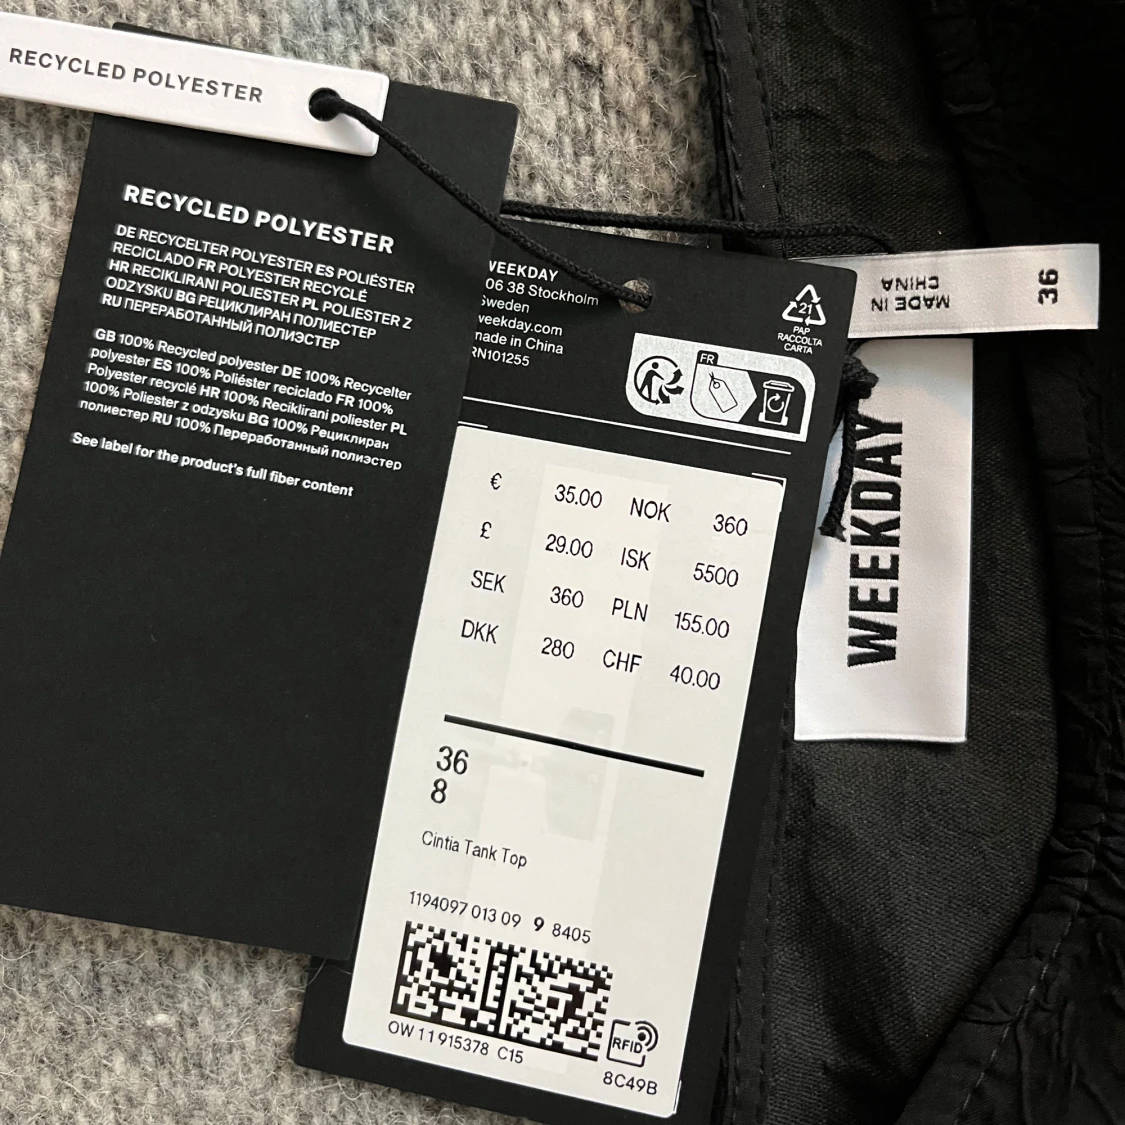 RECYCLED POLYESTER
RECYCLED POLYESTER
DE RECYCELTER POLYESTER ES POLIÉSTER
RECICLADO FR POLYESTER RECYCLÉ
HR RECIKLIRANI POLIESTER PL POLIESTER Z
ODZYSKU BG РЕЦИКЛИРАН ПОЛИЕСТЕР
RU ПЕРЕРАБОТАННЫЙ ПОЛИЭСТЕР
GB 100% Recycled polyester DE 100% Recycelter
polyester ES 100% Poliéster reciclado FR 100%
Polyester recyclé HR 100% Reciklirani poliester PL
100% Poliester z odzysku BG 100% Рециклиран
полиестер RU 100% Переработанный полиэстер
See label for the product's full fiber content
WEEKDAY
06 38 Stockholm
Sweden
weekday.com
made in China
RN101255
21
PAP
RACCOLTA
CARTA
FR
€ 35.00 NOK 360
£ 29.00 ISK 5500
SEK 360 PLN 155.00
DKK 280 CHF 40.00
36
8
Cintia Tank Top
1194097 013 09 9 8405
OW 11915378 C15
RFID
8C49B
MADE IN
CHINA
36
WEEKDAY